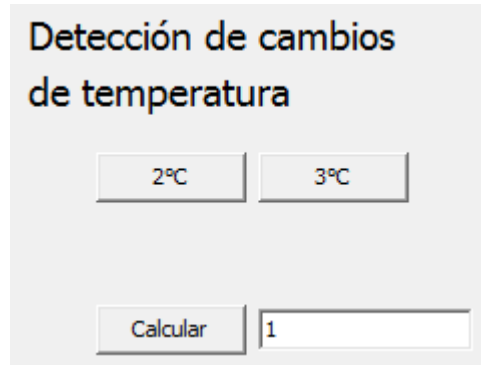 Detección de cambios
de temperatura
2ºC 3ºC
Calcular 1